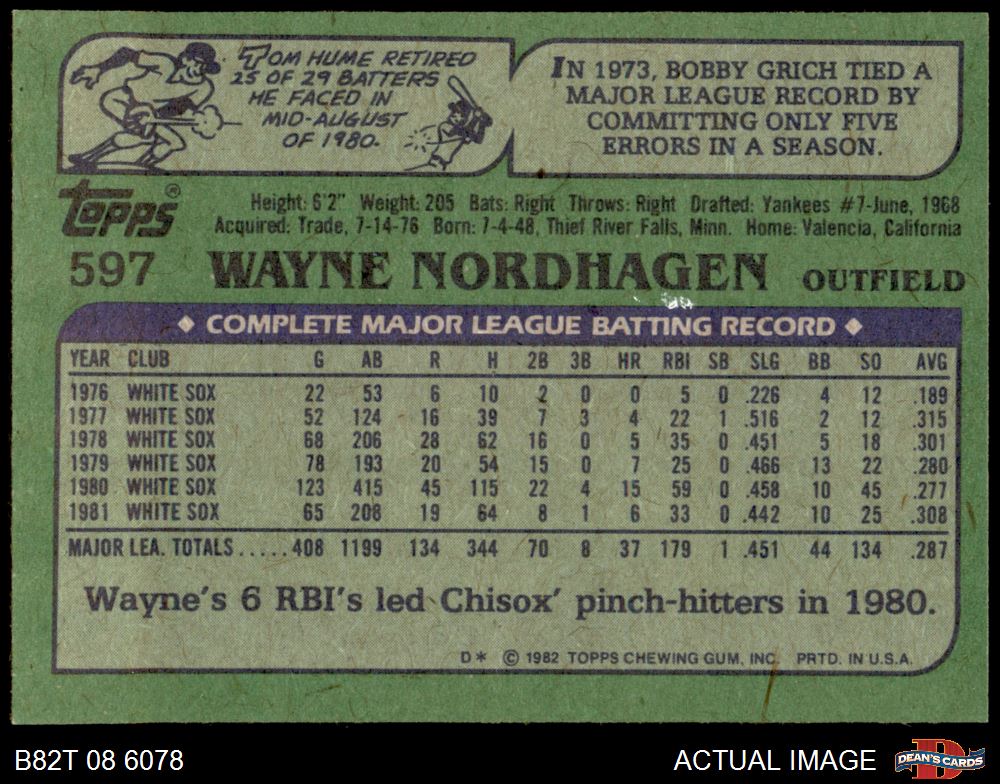 TOM HUME RETIRED
25 OF 29 BATTERS
HE FACED IN
MID-AUGUST
OF 1980.
IN 1973, BOBBY GRICH TIED A
MAJOR LEAGUE RECORD BY
COMMITTING ONLY FIVE
ERRORS IN A SEASON.
Topps®
Height: 6'2" Weight: 205 Bats: Right Throws: Right Drafted: Yankees #7-June, 1968
Acquired: Trade, 7-14-76 Born: 7-4-48, Thief River Falls, Minn. Home: Valencia, California
597 WAYNE NORDHAGEN OUTFIELD
◆ COMPLETE MAJOR LEAGUE BATTING RECORD ◆
YEAR CLUB G AB R H 2B 3B HR RBI SB SLG BB SO AVG
1976 WHITE SOX 22 53 6 10 2 0 0 5 0 .226 4 12 .189
1977 WHITE SOX 52 124 16 39 7 3 4 22 1 .516 2 12 .315
1978 WHITE SOX 68 206 28 62 16 0 5 35 0 .451 5 18 .301
1979 WHITE SOX 78 193 20 54 15 0 7 25 0 .466 13 22 .280
1980 WHITE SOX 123 415 45 115 22 4 15 59 0 .458 10 45 .277
1981 WHITE SOX 65 208 19 64 8 1 6 33 0 .442 10 25 .308
MAJOR LEA. TOTALS.....408 1199 134 344 70 8 37 179 1 .451 44 134 .287
Wayne's 6 RBI's led Chisox' pinch-hitters in 1980.
D* © 1982 TOPPS CHEWING GUM, INC. PRTD. IN U.S.A.
B82T 08 6078 ACTUAL IMAGE D DEAN'S CARDS